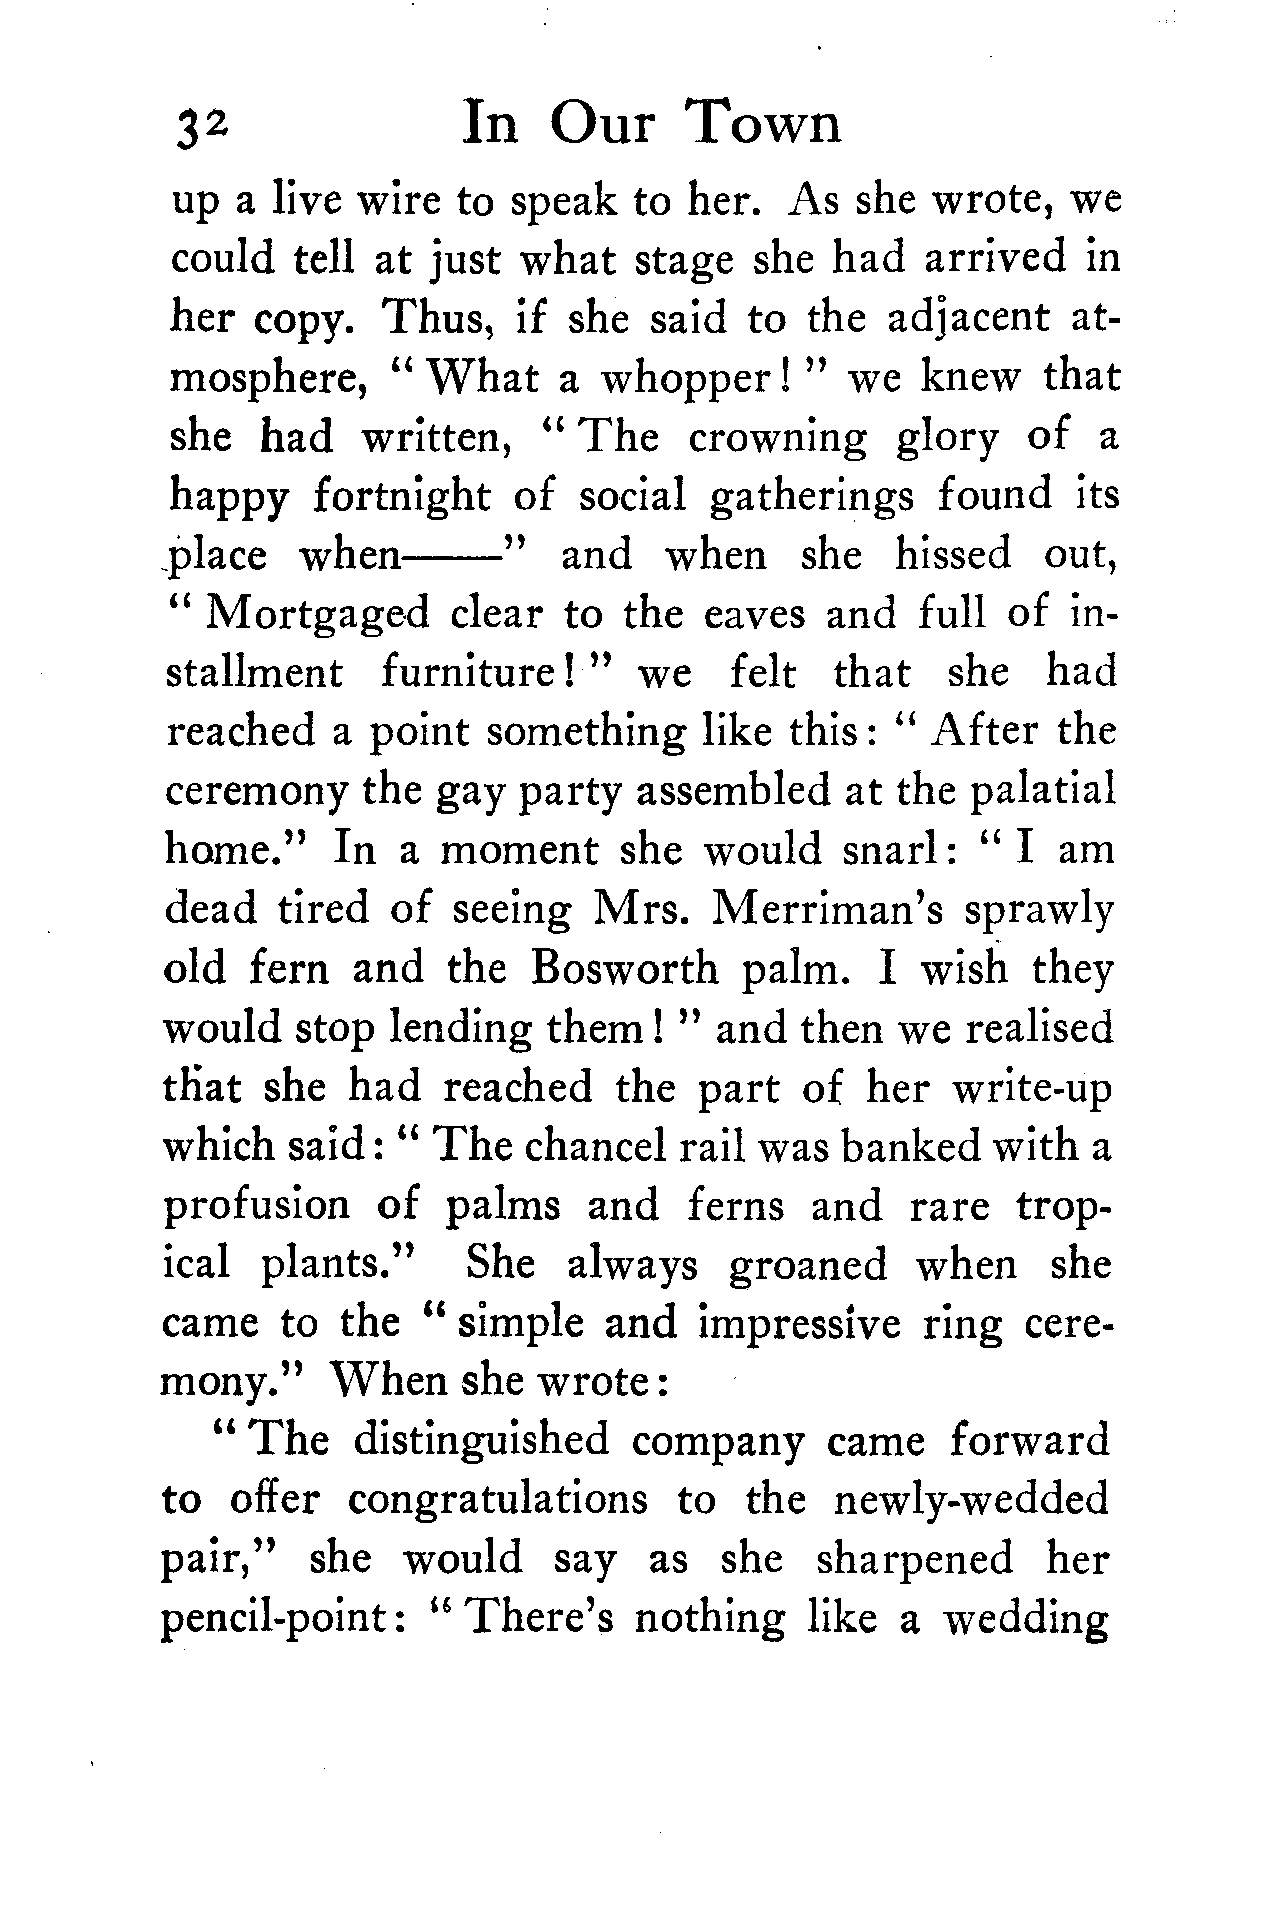 32 In Our Town
up a live wire to speak to her. As she wrote, we
could tell at just what stage she had arrived in
her copy. Thus, if she said to the adjacent at-
mosphere, “ What a whopper! ” we knew that
she had written, “ The crowning glory of a
happy fortnight of social gatherings found its
place when——” and when she hissed out,
“ Mortgaged clear to the eaves and full of in-
stallment furniture! ” we felt that she had
reached a point something like this: “ After the
ceremony the gay party assembled at the palatial
home.” In a moment she would snarl: “ I am
dead tired of seeing Mrs. Merriman’s sprawly
old fern and the Bosworth palm. I wish they
would stop lending them! ” and then we realised
that she had reached the part of her write-up
which said: “ The chancel rail was banked with a
profusion of palms and ferns and rare trop-
ical plants.” She always groaned when she
came to the “ simple and impressive ring cere-
mony.” When she wrote:
“ The distinguished company came forward
to offer congratulations to the newly-wedded
pair,” she would say as she sharpened her
pencil-point: “ There’s nothing like a wedding